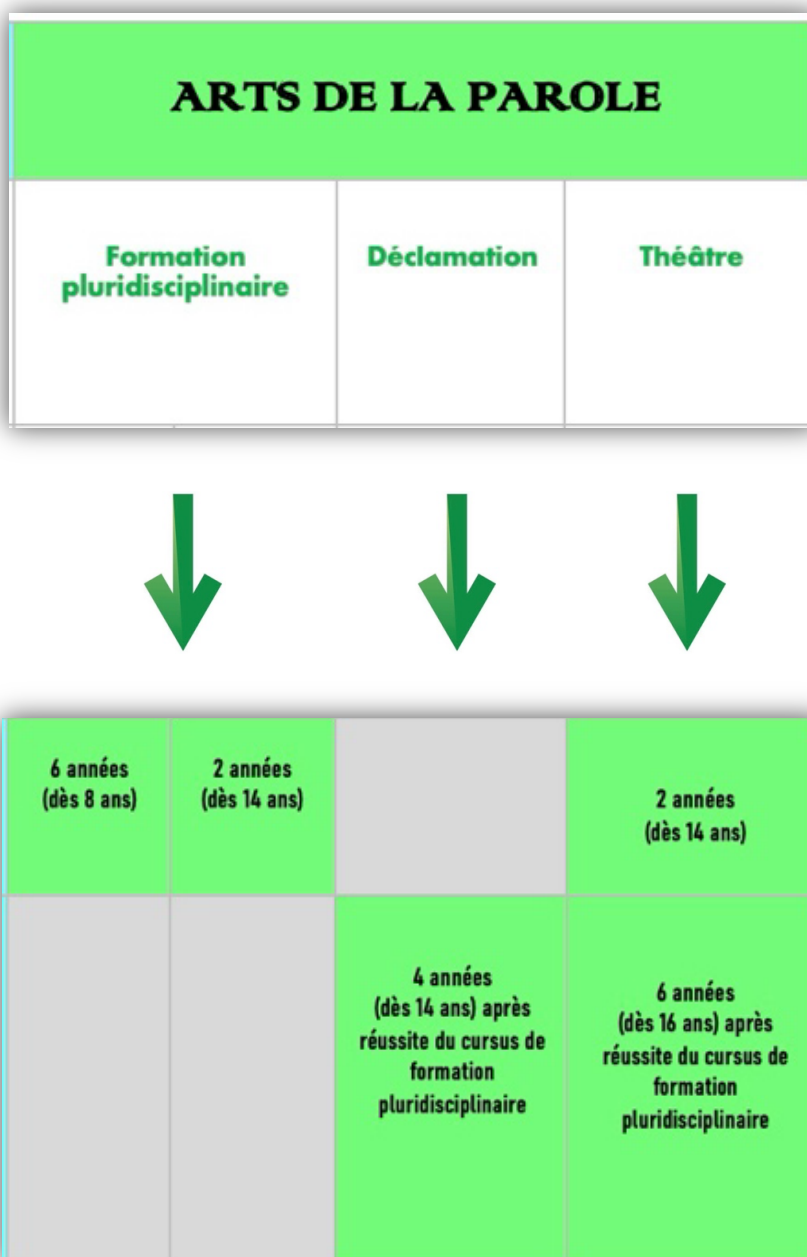 ARTS DE LA PAROLE
Formation
pluridisciplinaire
Déclamation
Théâtre
6 années
(dès 8 ans)
2 années
(dès 14 ans)
2 années
(dès 14 ans)
4 années
(dès 14 ans) après
réussite du cursus de
formation
pluridisciplinaire
6 années
(dès 16 ans) après
réussite du cursus de
formation
pluridisciplinaire